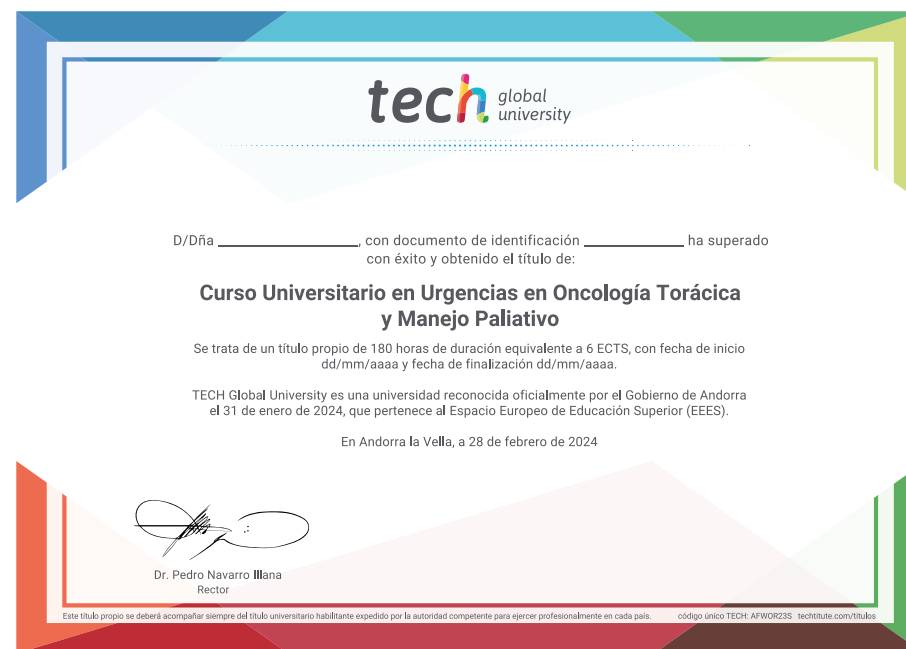 tech global university
D/Dña ________________, con documento de identificación ____________ ha superado
con éxito y obtenido el título de:
Curso Universitario en Urgencias en Oncología Torácica
y Manejo Paliativo
Se trata de un título propio de 180 horas de duración equivalente a 6 ECTS, con fecha de inicio
dd/mm/aaaa y fecha de finalización dd/mm/aaaa.
TECH Global University es una universidad reconocida oficialmente por el Gobierno de Andorra
el 31 de enero de 2024, que pertenece al Espacio Europeo de Educación Superior (EEES).
En Andorra la Vella, a 28 de febrero de 2024
Dr. Pedro Navarro Illana
Rector
Este título propio se deberá acompañar siempre del título universitario habilitante expedido por la autoridad competente para ejercer profesionalmente en cada país. código único TECH: AFWOR23S techtitute.com/titulos